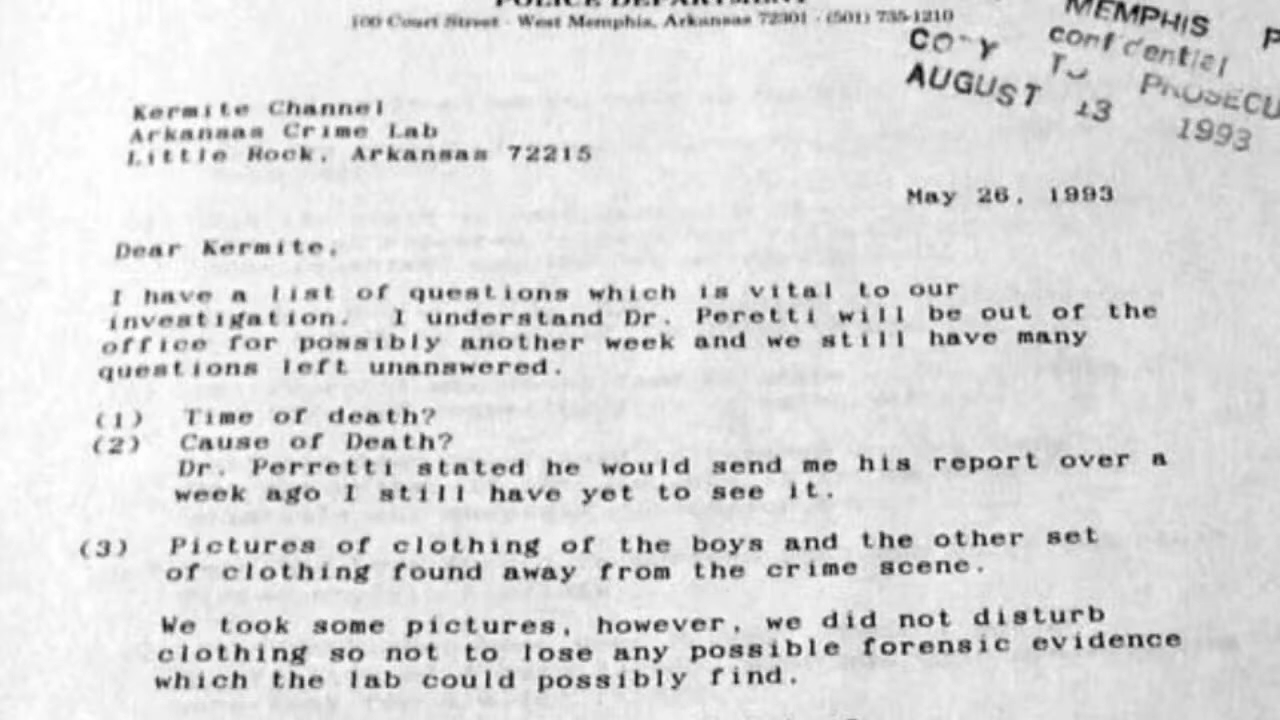 POLICE DEPARTMENT
100 Court Street · West Memphis, Arkansas 72301 · (501) 735-1210
MEMPHIS P
COPY confidential
TO PROSECU
AUGUST 13 1993
Kermite Channel
Arkansas Crime Lab
Little Rock, Arkansas 72215
May 26, 1993
Dear Kermite,
I have a list of questions which is vital to our
investigation. I understand Dr. Peretti will be out of the
office for possibly another week and we still have many
questions left unanswered.
(1) Time of death?
(2) Cause of Death?
Dr. Perretti stated he would send me his report over a
week ago I still have yet to see it.
(3) Pictures of clothing of the boys and the other set
of clothing found away from the crime scene.
We took some pictures, however, we did not disturb
clothing so not to lose any possible forensic evidence
which the lab could possibly find.